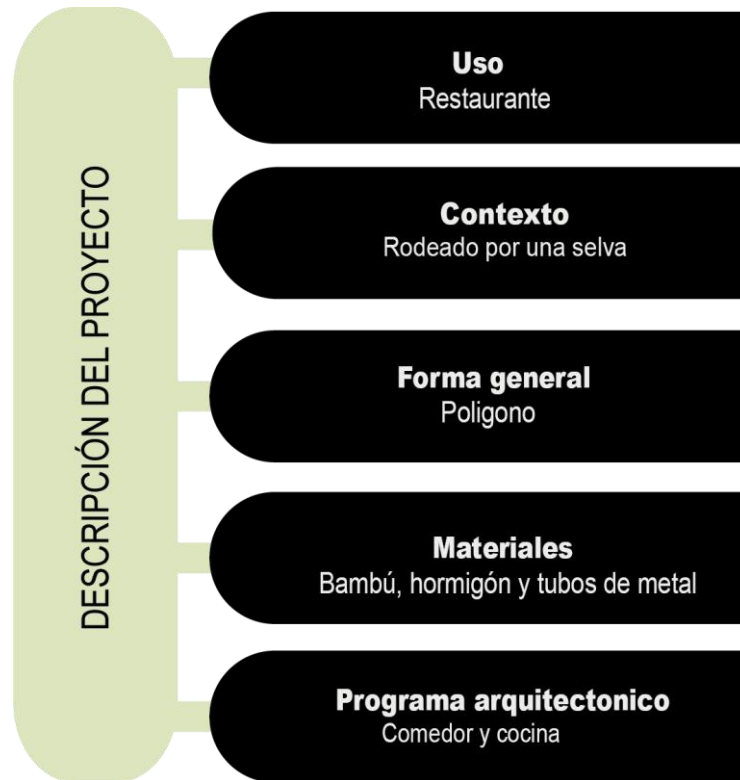 DESCRIPCIÓN DEL PROYECTO
Uso
Restaurante
Contexto
Rodeado por una selva
Forma general
Poligono
Materiales
Bambú, hormigón y tubos de metal
Programa arquitectonico
Comedor y cocina